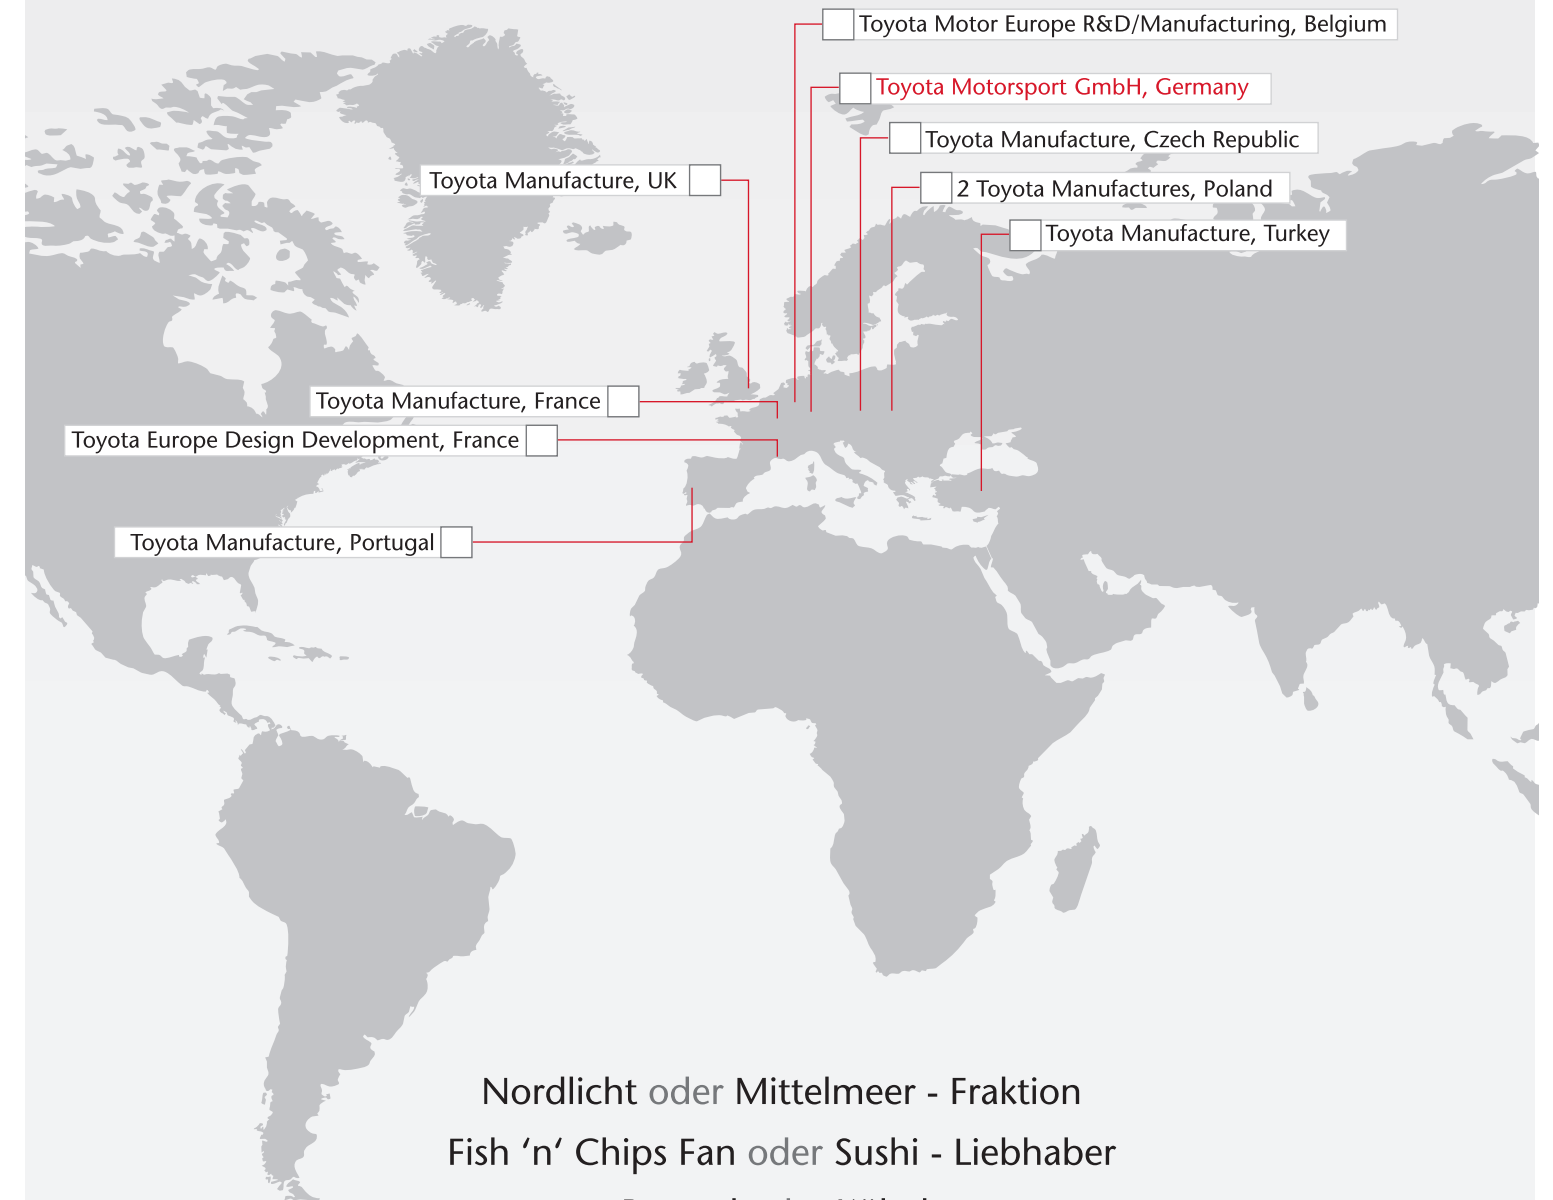 Toyota Motor Europe R&D/Manufacturing, Belgium
Toyota Motorsport GmbH, Germany
Toyota Manufacture, Czech Republic
Toyota Manufacture, UK
2 Toyota Manufactures, Poland
Toyota Manufacture, Turkey
Toyota Manufacture, France
Toyota Europe Design Development, France
Toyota Manufacture, Portugal
Nordlicht oder Mittelmeer - Fraktion
Fish ‘n‘ Chips Fan oder Sushi - Liebhaber